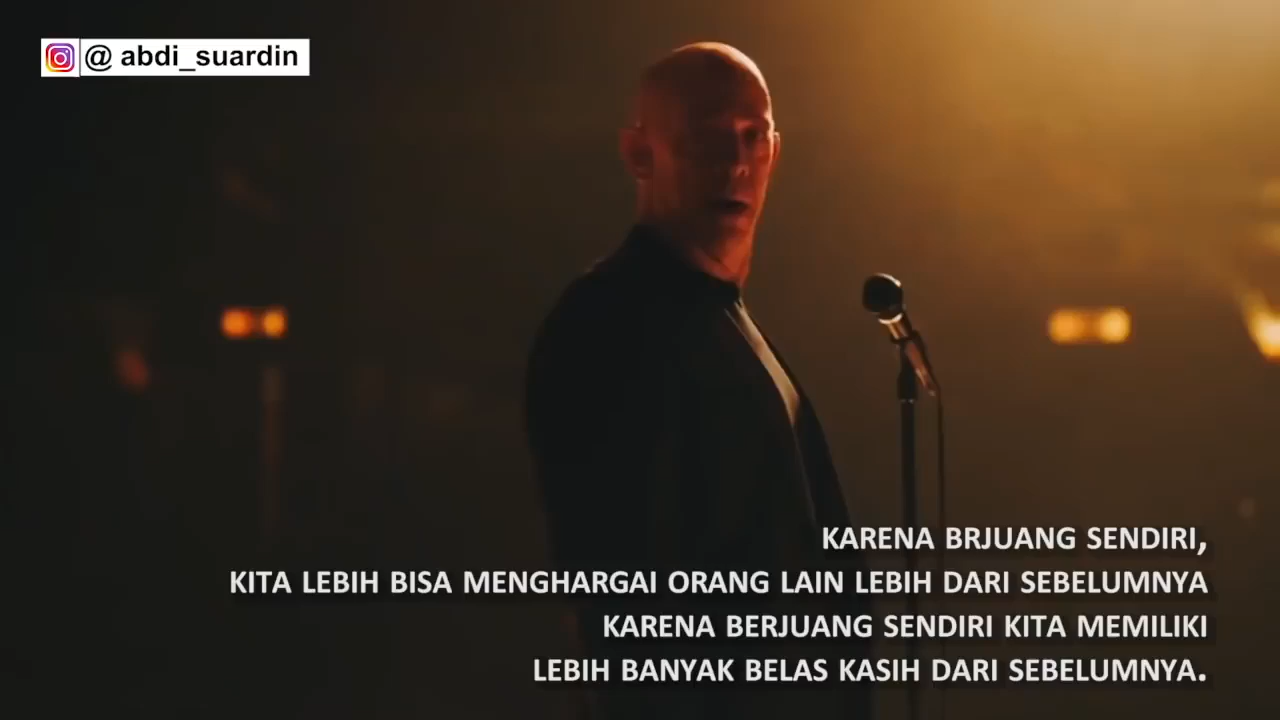 @ abdi_suardin
KARENA BRJUANG SENDIRI,
KITA LEBIH BISA MENGHARGAI ORANG LAIN LEBIH DARI SEBELUMNYA
KARENA BERJUANG SENDIRI KITA MEMILIKI
LEBIH BANYAK BELAS KASIH DARI SEBELUMNYA.